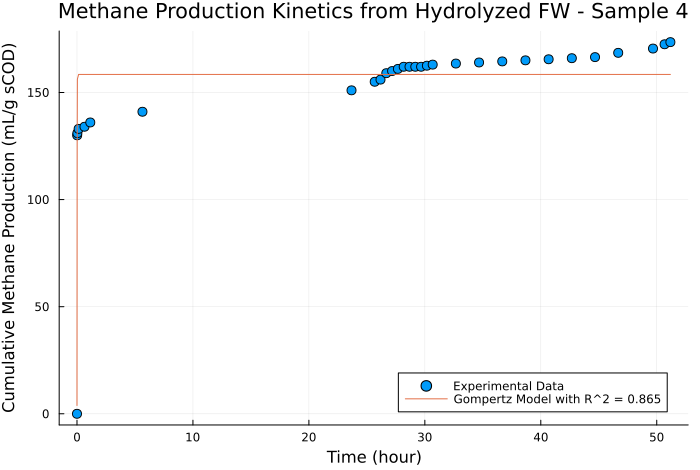 Methane Production Kinetics from Hydrolyzed FW - Sample 4
Cumulative Methane Production (mL/g sCOD)
150
100
50
0
Experimental Data
Gompertz Model with R^2 = 0.865
0 10 20 30 40 50
Time (hour)